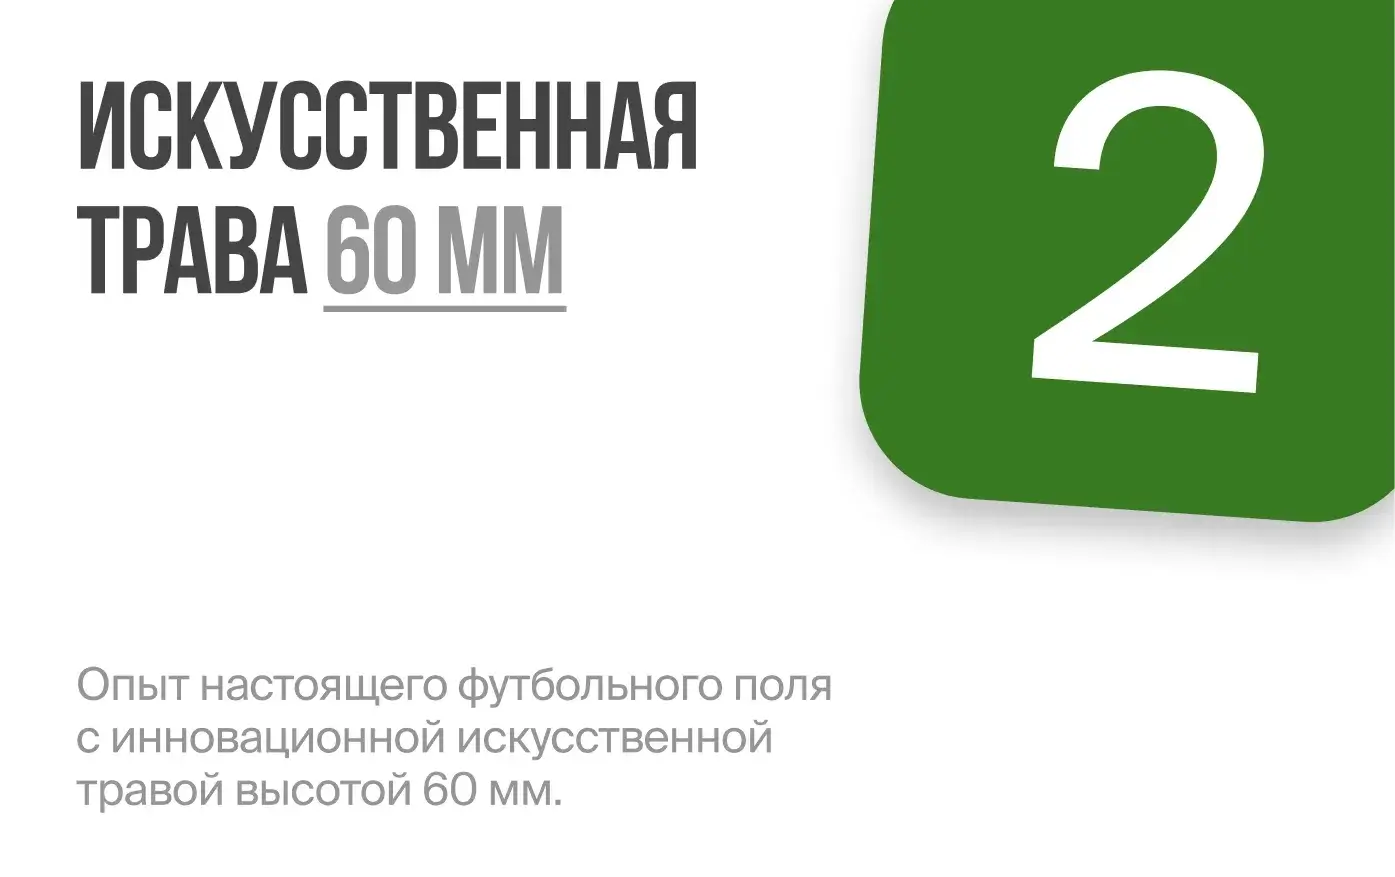 ИСКУССТВЕННАЯ
ТРАВА 60 ММ
2
Опыт настоящего футбольного поля
с инновационной искусственной
травой высотой 60 мм.